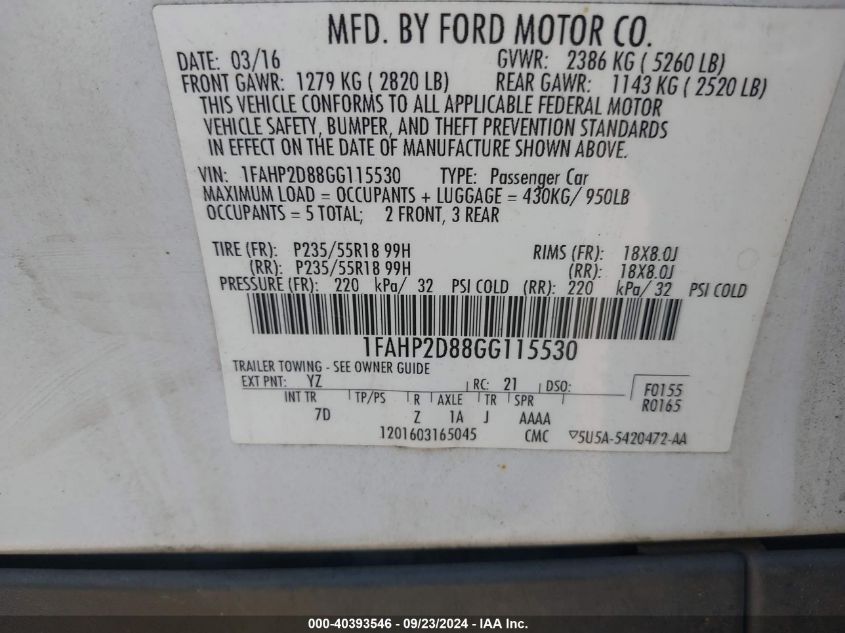 MFD. BY FORD MOTOR CO.
DATE: 03/16 GVWR: 2386 KG ( 5260 LB)
FRONT GAWR: 1279 KG ( 2820 LB) REAR GAWR: 1143 KG ( 2520 LB)
THIS VEHICLE CONFORMS TO ALL APPLICABLE FEDERAL MOTOR
VEHICLE SAFETY, BUMPER, AND THEFT PREVENTION STANDARDS
IN EFFECT ON THE DATE OF MANUFACTURE SHOWN ABOVE.
VIN: 1FAHP2D88GG115530 TYPE: Passenger Car
MAXIMUM LOAD = OCCUPANTS + LUGGAGE = 430KG/ 950LB
OCCUPANTS = 5 TOTAL; 2 FRONT, 3 REAR
TIRE (FR): P235/55R18 99H RIMS (FR): 18X8.0J
(RR): P235/55R18 99H (RR): 18X8.0J
PRESSURE (FR): 220 kPa/ 32 PSI COLD (RR): 220 kPa/ 32 PSI COLD
1FAHP2D88GG115530
TRAILER TOWING - SEE OWNER GUIDE
EXT PNT: YZ RC: 21 DSO: F0155
INT TR TP/PS R AXLE TR SPR R0165
7D Z 1A J AAAA
1201603165045 CMC ▽5U5A-5420472-AA
000-40393546 - 09/23/2024 - IAA Inc.